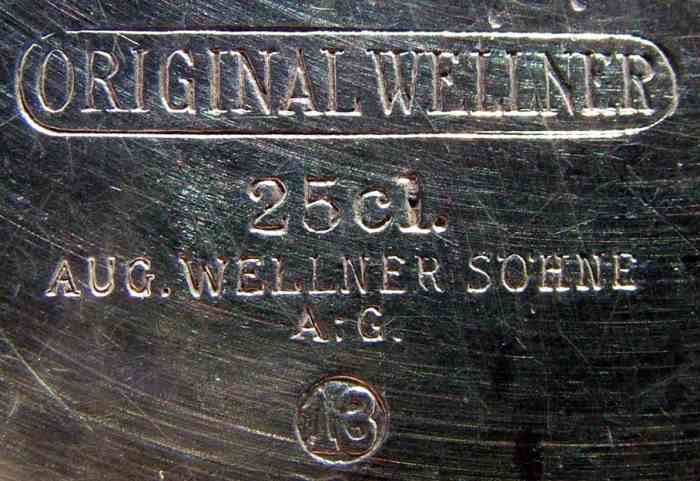 ORIGINAL WELLNER
25cl.
AUG. WELLNER SÖHNE
A.-G.
13